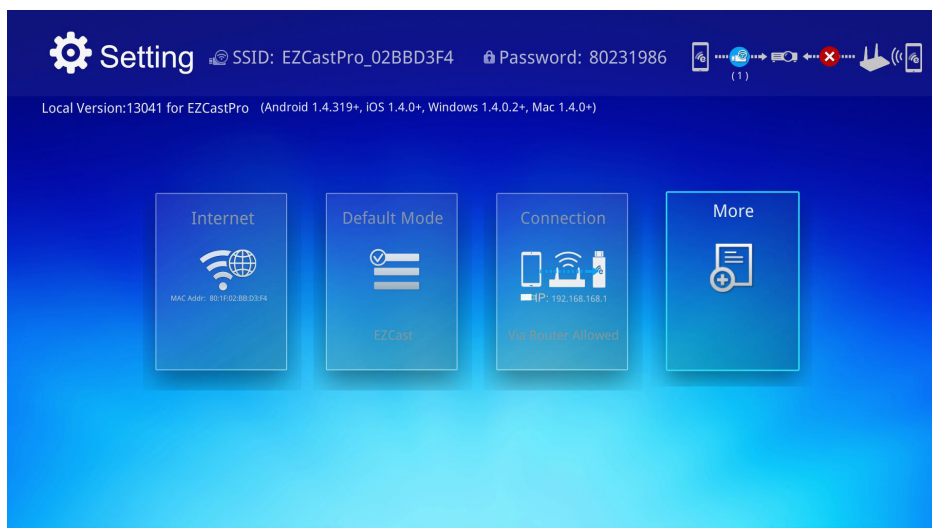 Setting SSID: EZCastPro_02BBD3F4 Password: 80231986
(1)
Local Version:13041 for EZCastPro (Android 1.4.319+, iOS 1.4.0+, Windows 1.4.0.2+, Mac 1.4.0+)
Internet
MAC Addr: 80:1F:02:BB:D3:F4
Default Mode
EZCast
Connection
IP: 192.168.168.1
Via Router Allowed
More